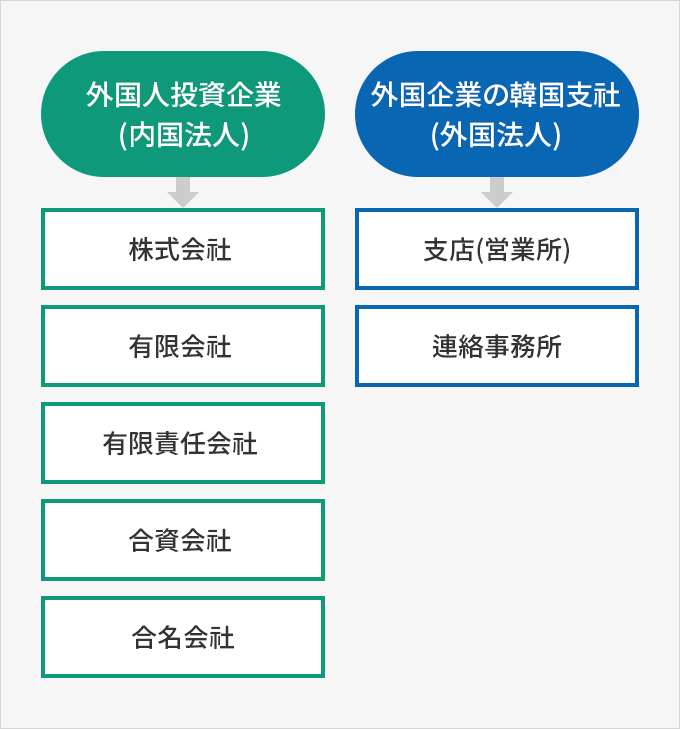 外国人投資企業
(内国法人)
株式会社
有限会社
有限責任会社
合資会社
合名会社
外国企業の韓国支社
(外国法人)
支店(営業所)
連絡事務所